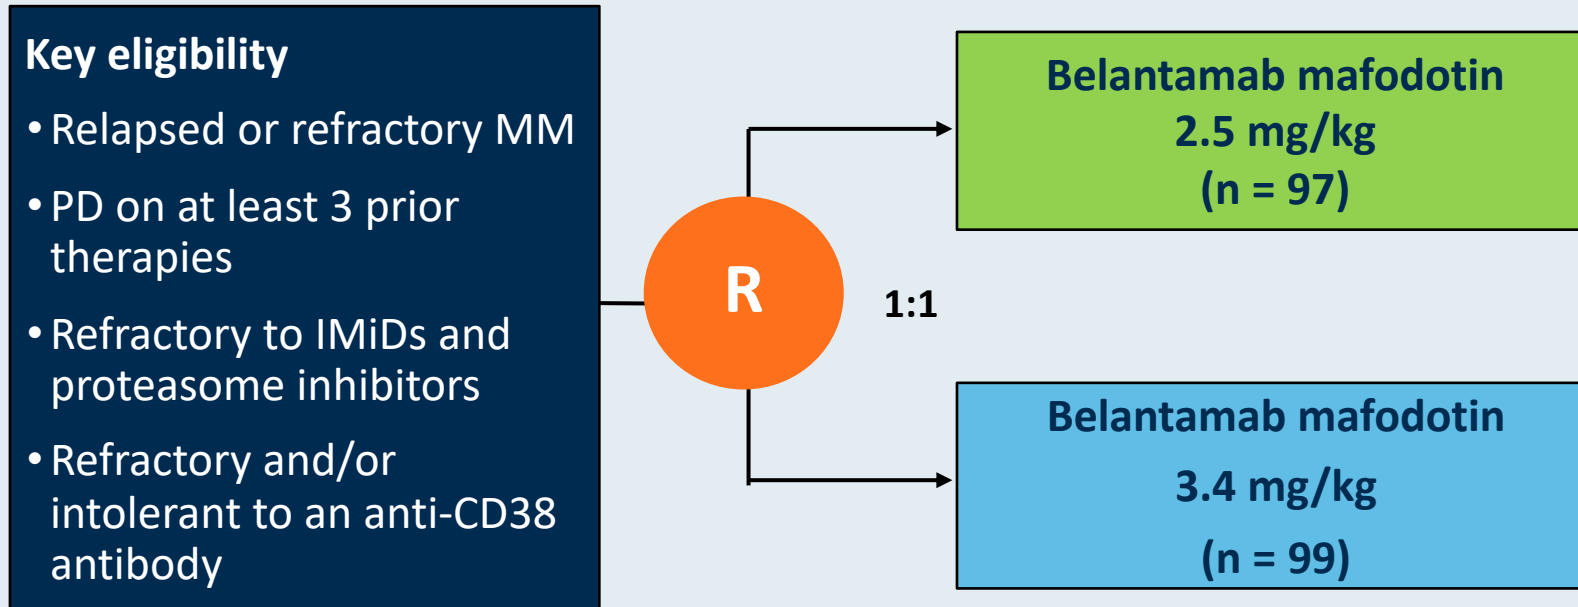 Key eligibility
• Relapsed or refractory MM
• PD on at least 3 prior
therapies
• Refractory to IMiDs and
proteasome inhibitors
• Refractory and/or
intolerant to an anti-CD38
antibody
R
1:1
Belantamab mafodotin
2.5 mg/kg
(n = 97)
Belantamab mafodotin
3.4 mg/kg
(n = 99)